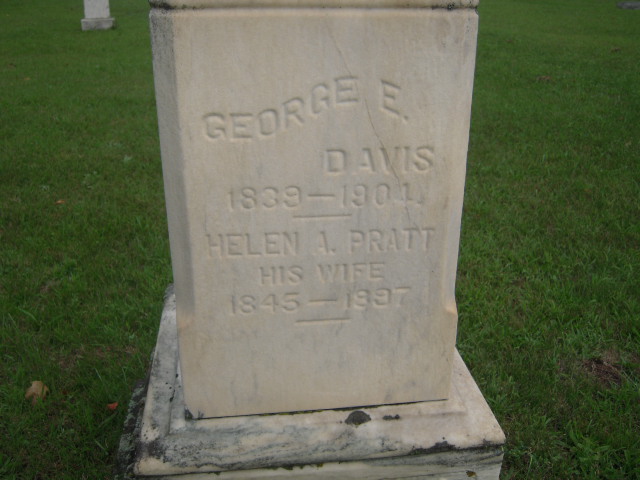 GEORGE E.
DAVIS
1839—1904.
HELEN A. PRATT
HIS WIFE
1845—1897